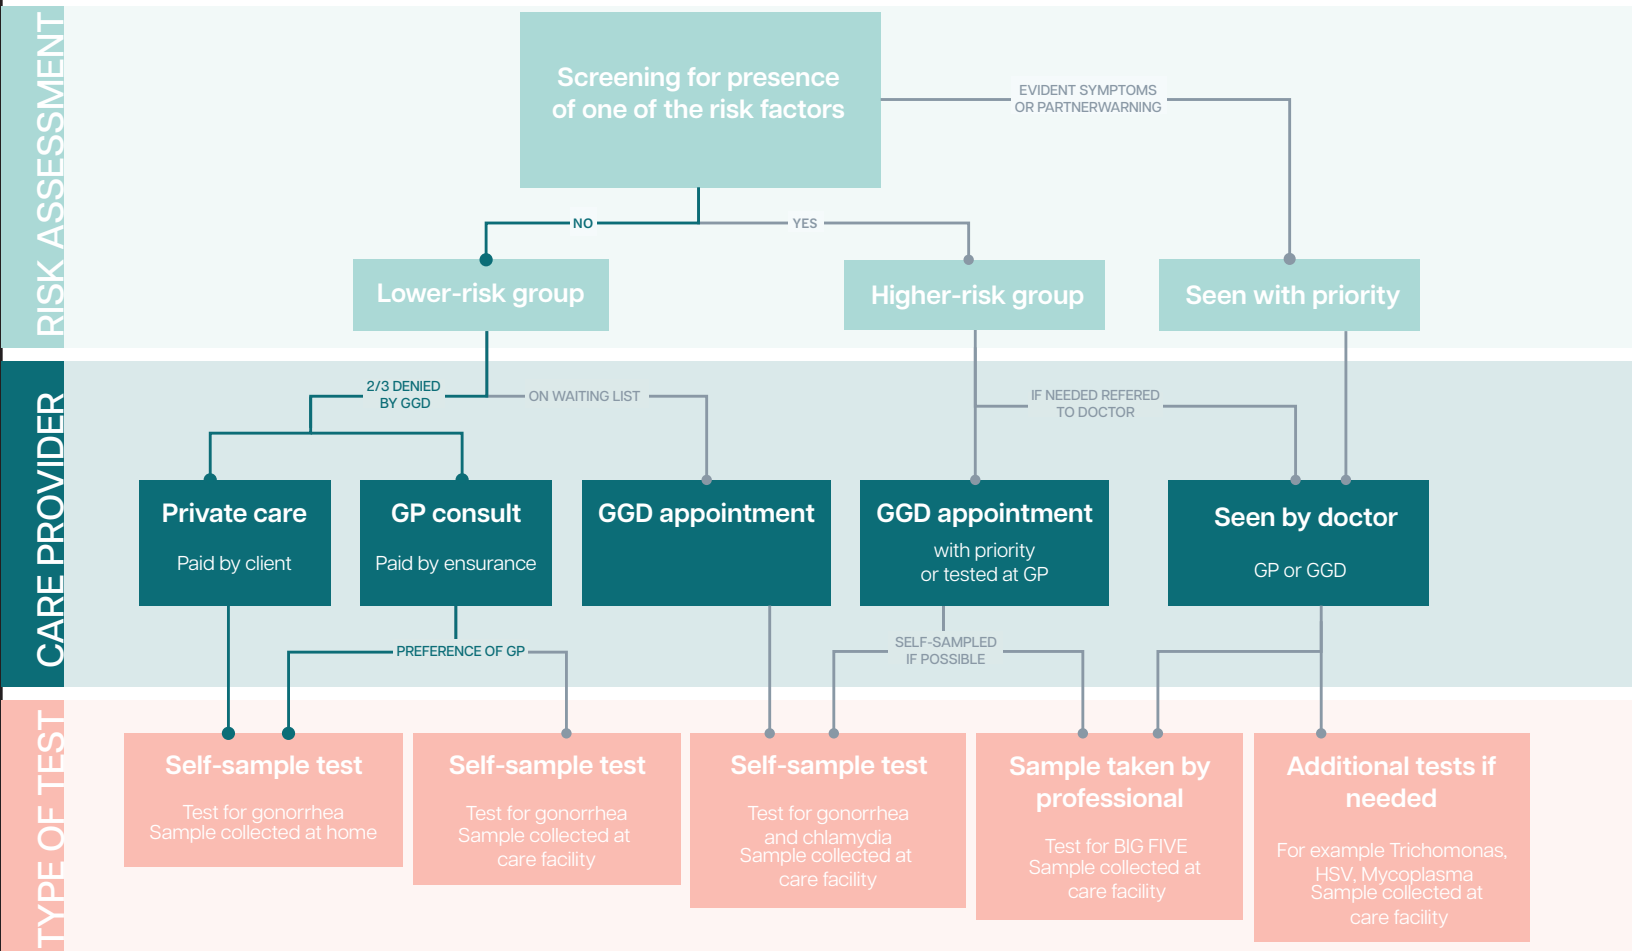 RISK ASSESSMENT
Screening for presence
of one of the risk factors
EVIDENT SYMPTOMS
OR PARTNERWARNING
NO
YES
Lower-risk group
Higher-risk group
Seen with priority
CARE PROVIDER
2/3 DENIED
BY GGD
ON WAITING LIST
IF NEEDED REFERED
TO DOCTOR
Private care
Paid by client
GP consult
Paid by ensurance
GGD appointment
GGD appointment
with priority
or tested at GP
Seen by doctor
GP or GGD
PREFERENCE OF GP
SELF-SAMPLED
IF POSSIBLE
TYPE OF TEST
Self-sample test
Test for gonorrhea
Sample collected at home
Self-sample test
Test for gonorrhea
Sample collected at
care facility
Self-sample test
Test for gonorrhea
and chlamydia
Sample collected at
care facility
Sample taken by
professional
Test for BIG FIVE
Sample collected at
care facility
Additional tests if
needed
For example Trichomonas,
HSV, Mycoplasma
Sample collected at
care facility